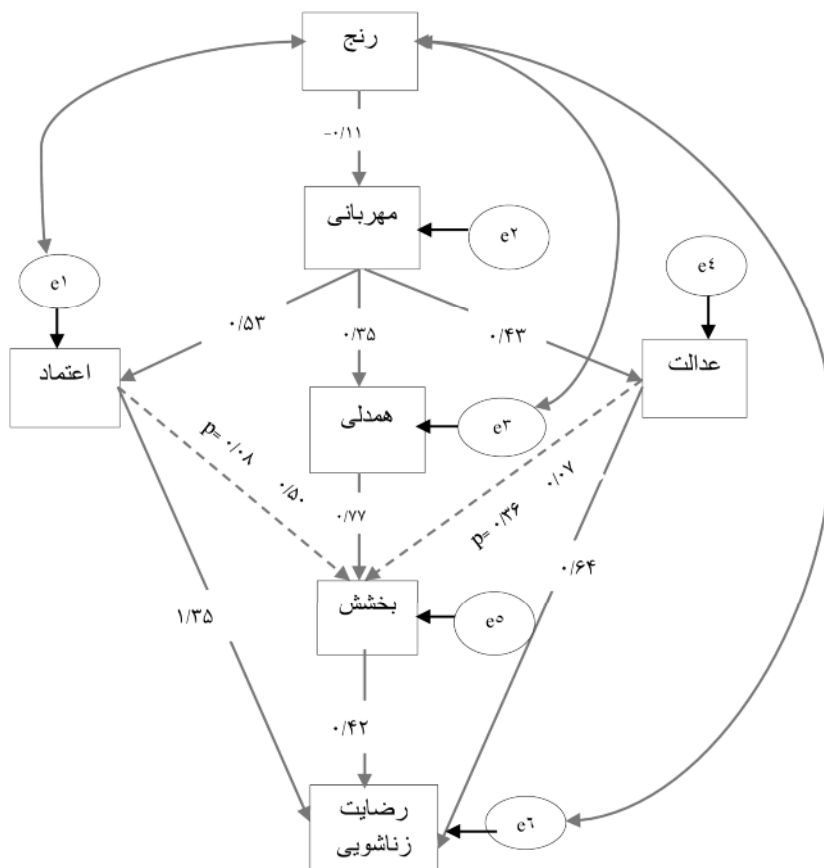 رنج
-۰/۱۱
مهربانی
e۲
e۴
e۱
۰/۵۳
۰/۳۵
۰/۴۳
اعتماد
عدالت
همدلی
e۳
p= ۰/۰۸
۰/۵۰
۰/۷۷
۰/۰۷
p= ۰/۳۶
بخشش
e۵
۱/۳۵
۰/۶۴
۰/۴۲
رضایت
زناشویی
e۶